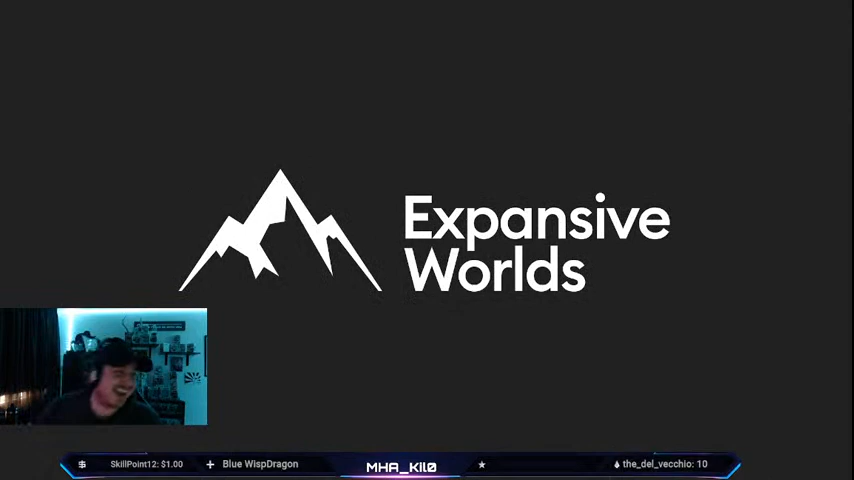 Expansive
Worlds
SkillPoint12: $1.00
Blue WispDragon
MHA_Kil0
the_del_vecchio: 10